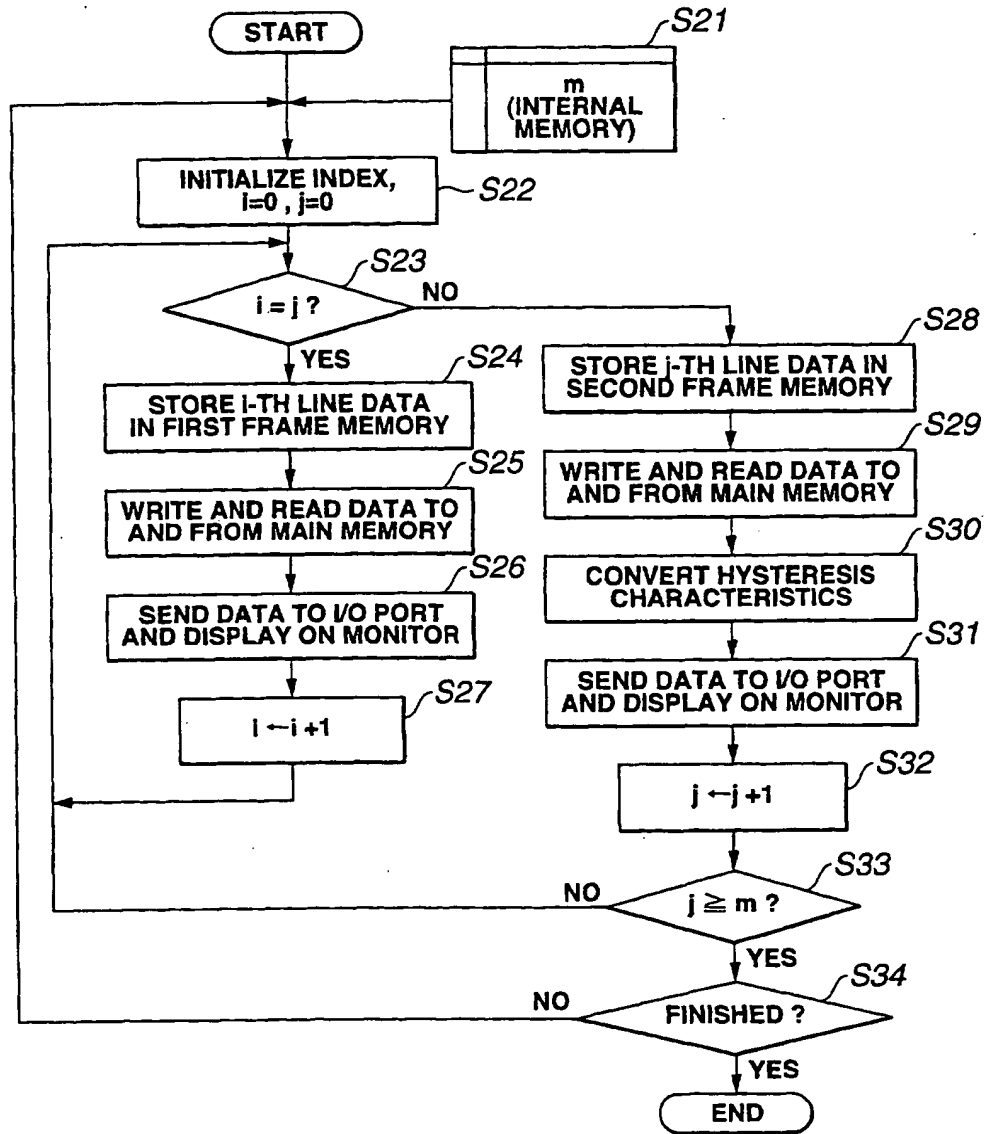 START
S21
m
(INTERNAL
MEMORY)
INITIALIZE INDEX,
i=0 , j=0
S22
S23
i = j ?
NO
YES
S24
STORE i-TH LINE DATA
IN FIRST FRAME MEMORY
S25
WRITE AND READ DATA TO
AND FROM MAIN MEMORY
S26
SEND DATA TO I/O PORT
AND DISPLAY ON MONITOR
S27
i ←i +1
S28
STORE j-TH LINE DATA IN
SECOND FRAME MEMORY
S29
WRITE AND READ DATA TO
AND FROM MAIN MEMORY
S30
CONVERT HYSTERESIS
CHARACTERISTICS
S31
SEND DATA TO I/O PORT
AND DISPLAY ON MONITOR
S32
j ←j +1
S33
j ≧ m ?
NO
YES
S34
FINISHED ?
NO
YES
END